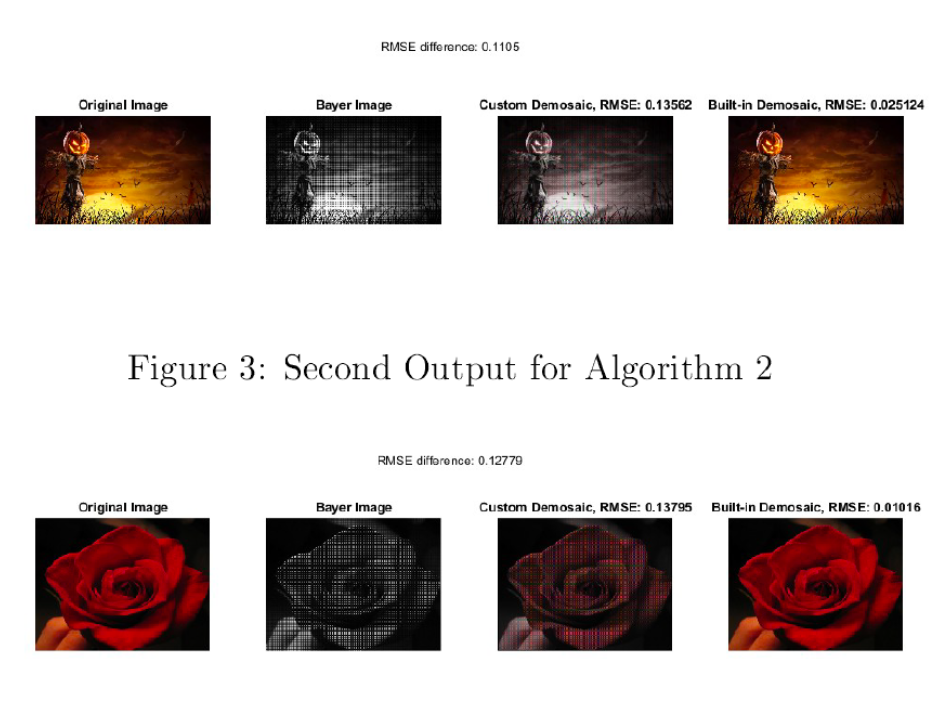 RMSE difference: 0.1105
Original Image Bayer Image Custom Demosaic, RMSE: 0.13562 Built-in Demosaic, RMSE: 0.025124
Figure 3: Second Output for Algorithm 2
RMSE difference: 0.12779
Original Image Bayer Image Custom Demosaic, RMSE: 0.13795 Built-in Demosaic, RMSE: 0.01016